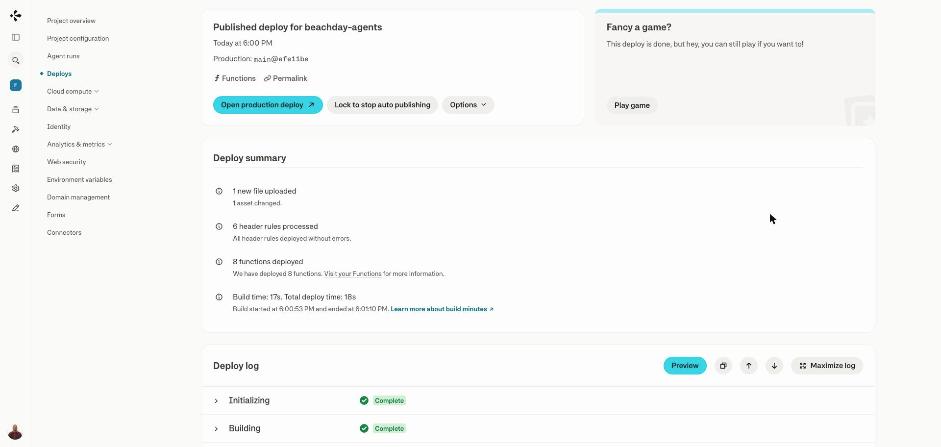 Project overview
Project configuration
Agent runs
Deploys
Cloud compute
Data & storage
Identity
Analytics & metrics
Web security
Environment variables
Domain management
Forms
Connectors
Published deploy for beachday-agents
Today at 6:00 PM
Production: main@afe11be
Functions Permalink
Open production deploy ↗ Lock to stop auto publishing Options
Fancy a game?
This deploy is done, but hey, you can still play if you want to!
Play game
Deploy summary
1 new file uploaded
1 asset changed.
6 header rules processed
All header rules deployed without errors.
8 functions deployed
We have deployed 8 functions. Visit your Functions for more information.
Build time: 17s. Total deploy time: 18s
Build started at 6:00:53 PM and ended at 6:01:10 PM. Learn more about build minutes ↗
Deploy log
Preview ↑ ↓ Maximize log
Initializing Complete
Building Complete